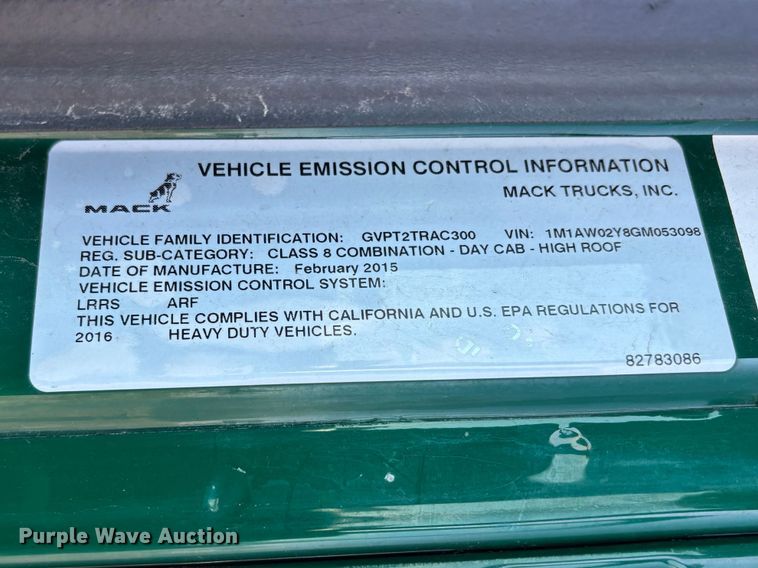 VEHICLE EMISSION CONTROL INFORMATION
MACK
MACK TRUCKS, INC.
VEHICLE FAMILY IDENTIFICATION: GVPT2TRAC300 VIN: 1M1AW02Y8GM053098
REG. SUB-CATEGORY: CLASS 8 COMBINATION - DAY CAB - HIGH ROOF
DATE OF MANUFACTURE: February 2015
VEHICLE EMISSION CONTROL SYSTEM:
LRRS ARF
THIS VEHICLE COMPLIES WITH CALIFORNIA AND U.S. EPA REGULATIONS FOR
2016 HEAVY DUTY VEHICLES.
82783086
Purple Wave Auction